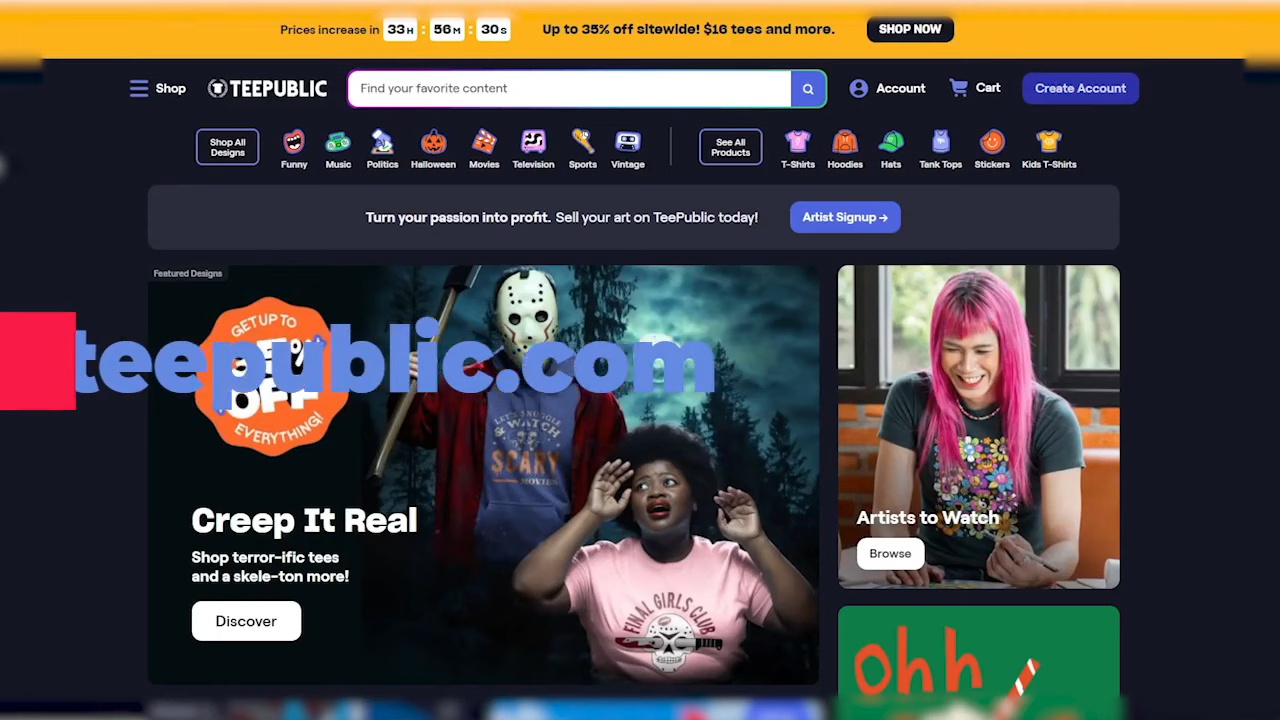 Prices increase in 33H : 56M : 30S
Up to 35% off sitewide! $16 tees and more.
SHOP NOW
Shop
TEEPUBLIC
Find your favorite content
Account
Cart
Create Account
Shop All
Designs
Funny
Music
Politics
Halloween
Movies
Television
Sports
Vintage
See All
Products
T-Shirts
Hoodies
Hats
Tank Tops
Stickers
Kids T-Shirts
Turn your passion into profit. Sell your art on TeePublic today!
Artist Signup →
Featured Designs
GET UP TO
OFF
EVERYTHING!
teepublic.com
LET'S SNUGGLE
& WATCH
SCARY
MOVIES
Creep It Real
Shop terror-ific tees
and a skele-ton more!
Discover
FINAL GIRLS CLUB
Artists to Watch
Browse
ohh